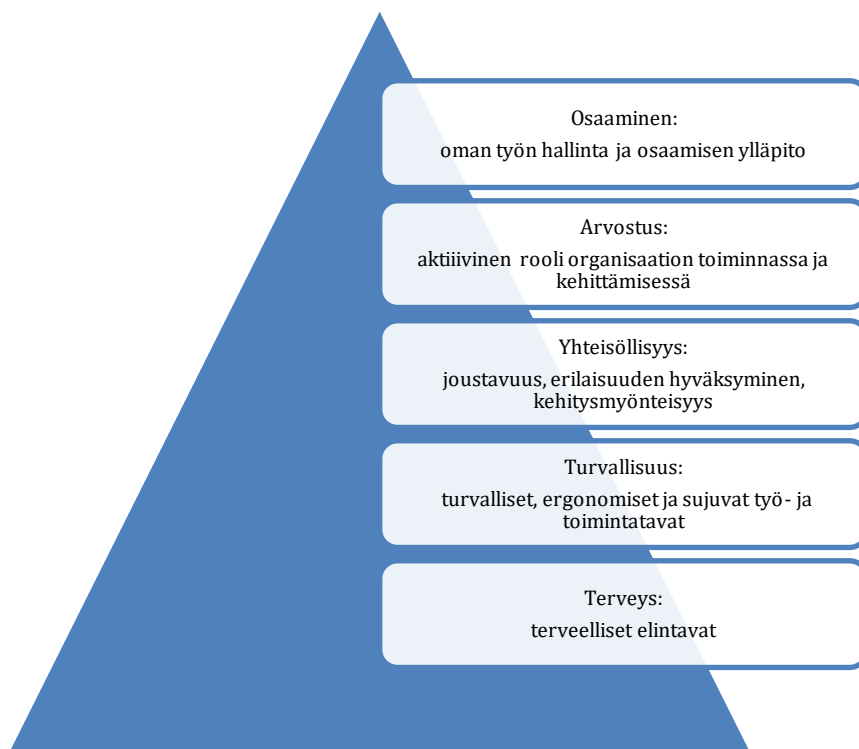 Osaaminen:
oman työn hallinta ja osaamisen ylläpito
Arvostus:
aktiiivinen rooli organisaation toiminnassa ja
kehittämisessä
Yhteisöllisyys:
joustavuus, erilaisuuden hyväksyminen,
kehitysmyönteisyys
Turvallisuus:
turvalliset, ergonomiset ja sujuvat työ- ja
toimintatavat
Terveys:
terveelliset elintavat